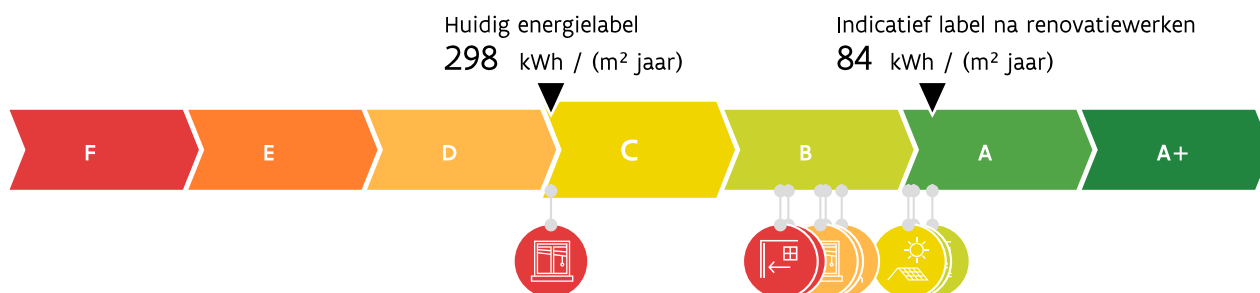 Huidig energielabel
298 kWh / (m² jaar)
Indicatief label na renovatiewerken
84 kWh / (m² jaar)
F E D C B A A+